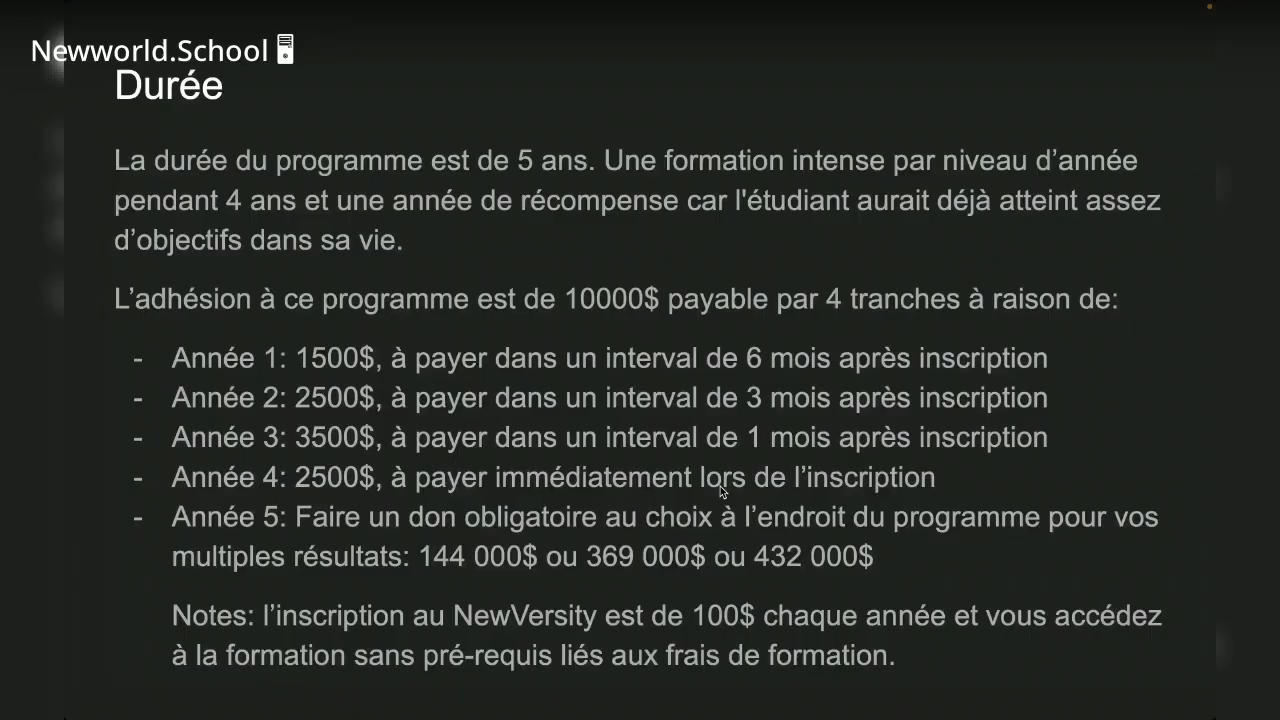 Newworld.School
Durée
La durée du programme est de 5 ans. Une formation intense par niveau d’année
pendant 4 ans et une année de récompense car l'étudiant aurait déjà atteint assez
d’objectifs dans sa vie.
L’adhésion à ce programme est de 10000$ payable par 4 tranches à raison de:
- Année 1: 1500$, à payer dans un interval de 6 mois après inscription
- Année 2: 2500$, à payer dans un interval de 3 mois après inscription
- Année 3: 3500$, à payer dans un interval de 1 mois après inscription
- Année 4: 2500$, à payer immédiatement lors de l’inscription
- Année 5: Faire un don obligatoire au choix à l’endroit du programme pour vos
multiples résultats: 144 000$ ou 369 000$ ou 432 000$
Notes: l’inscription au NewVersity est de 100$ chaque année et vous accédez
à la formation sans pré-requis liés aux frais de formation.